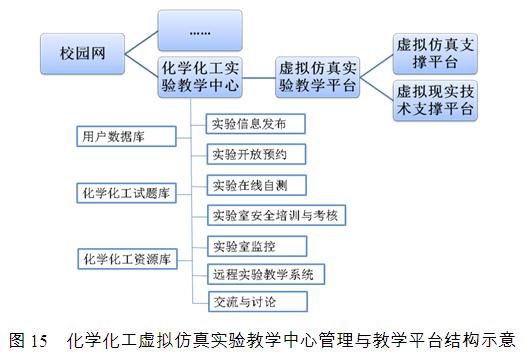 校园网
……
化学化工实
验教学中心
虚拟仿真实
验教学平台
虚拟仿真支
撑平台
虚拟现实技
术支撑平台
用户数据库
化学化工试题库
化学化工资源库
实验信息发布
实验开放预约
实验在线自测
实验室安全培训与考核
实验室监控
远程实验教学系统
交流与讨论
图 15 化学化工虚拟仿真实验教学中心管理与教学平台结构示意